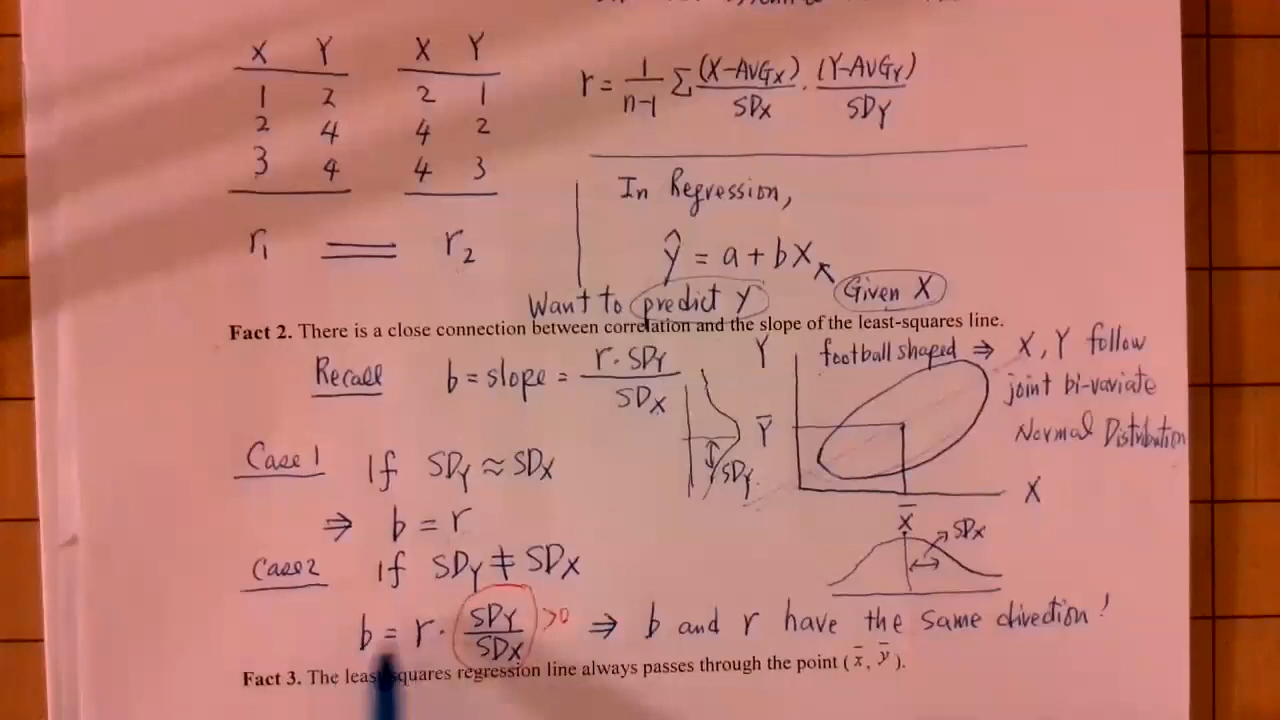 X Y X Y
1 2 2 1
2 4 4 2
3 4 4 3
r₁ = r₂
r = 1/(n-1) Σ (X-AVGx)/SDx · (Y-AVGY)/SDY
In Regression,
ŷ = a + bX
Want to predict Y Given X
Fact 2. There is a close connection between correlation and the slope of the least-squares line.
Recall b = slope = r·SDY/SDX
Y football shaped ⇒ X, Y follow
joint bi-variate
Normal Distribution
Ȳ
SDY
X
X̄
SDX
Case 1 If SDY ≈ SDX
⇒ b = r
Case 2 If SDY ≠ SDX
b = r · SDY/SDX >0 ⇒ b and r have the same direction!
Fact 3. The least-squares regression line always passes through the point (x̄, ȳ).